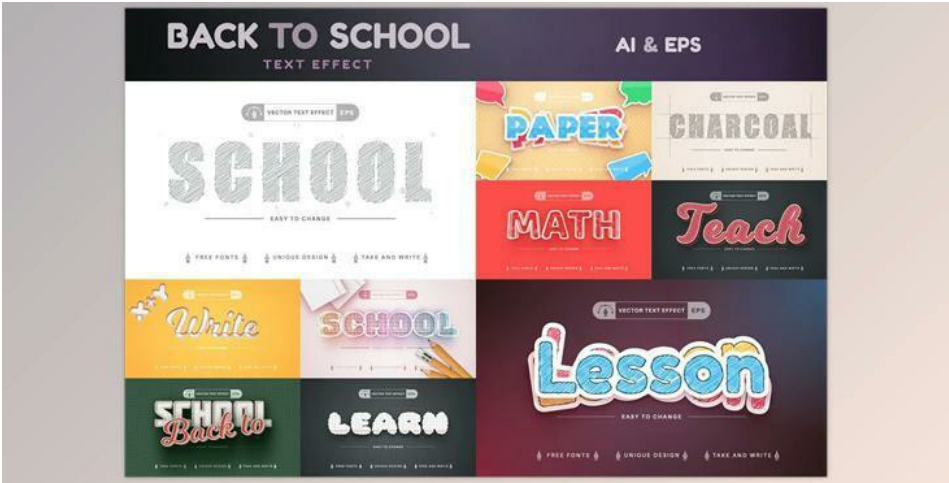 BACK TO SCHOOL
TEXT EFFECT
AI & EPS
VECTOR TEXT EFFECT EPS
SCHOOL
EASY TO CHANGE
FREE FONTS UNIQUE DESIGN TAKE AND WRITE
PAPER
CHARCOAL
MATH
Teach
X+Y
Write
SCHOOL
SCHOOL
Back to
LEARN
VECTOR TEXT EFFECT EPS
Lesson
EASY TO CHANGE
FREE FONTS UNIQUE DESIGN TAKE AND WRITE